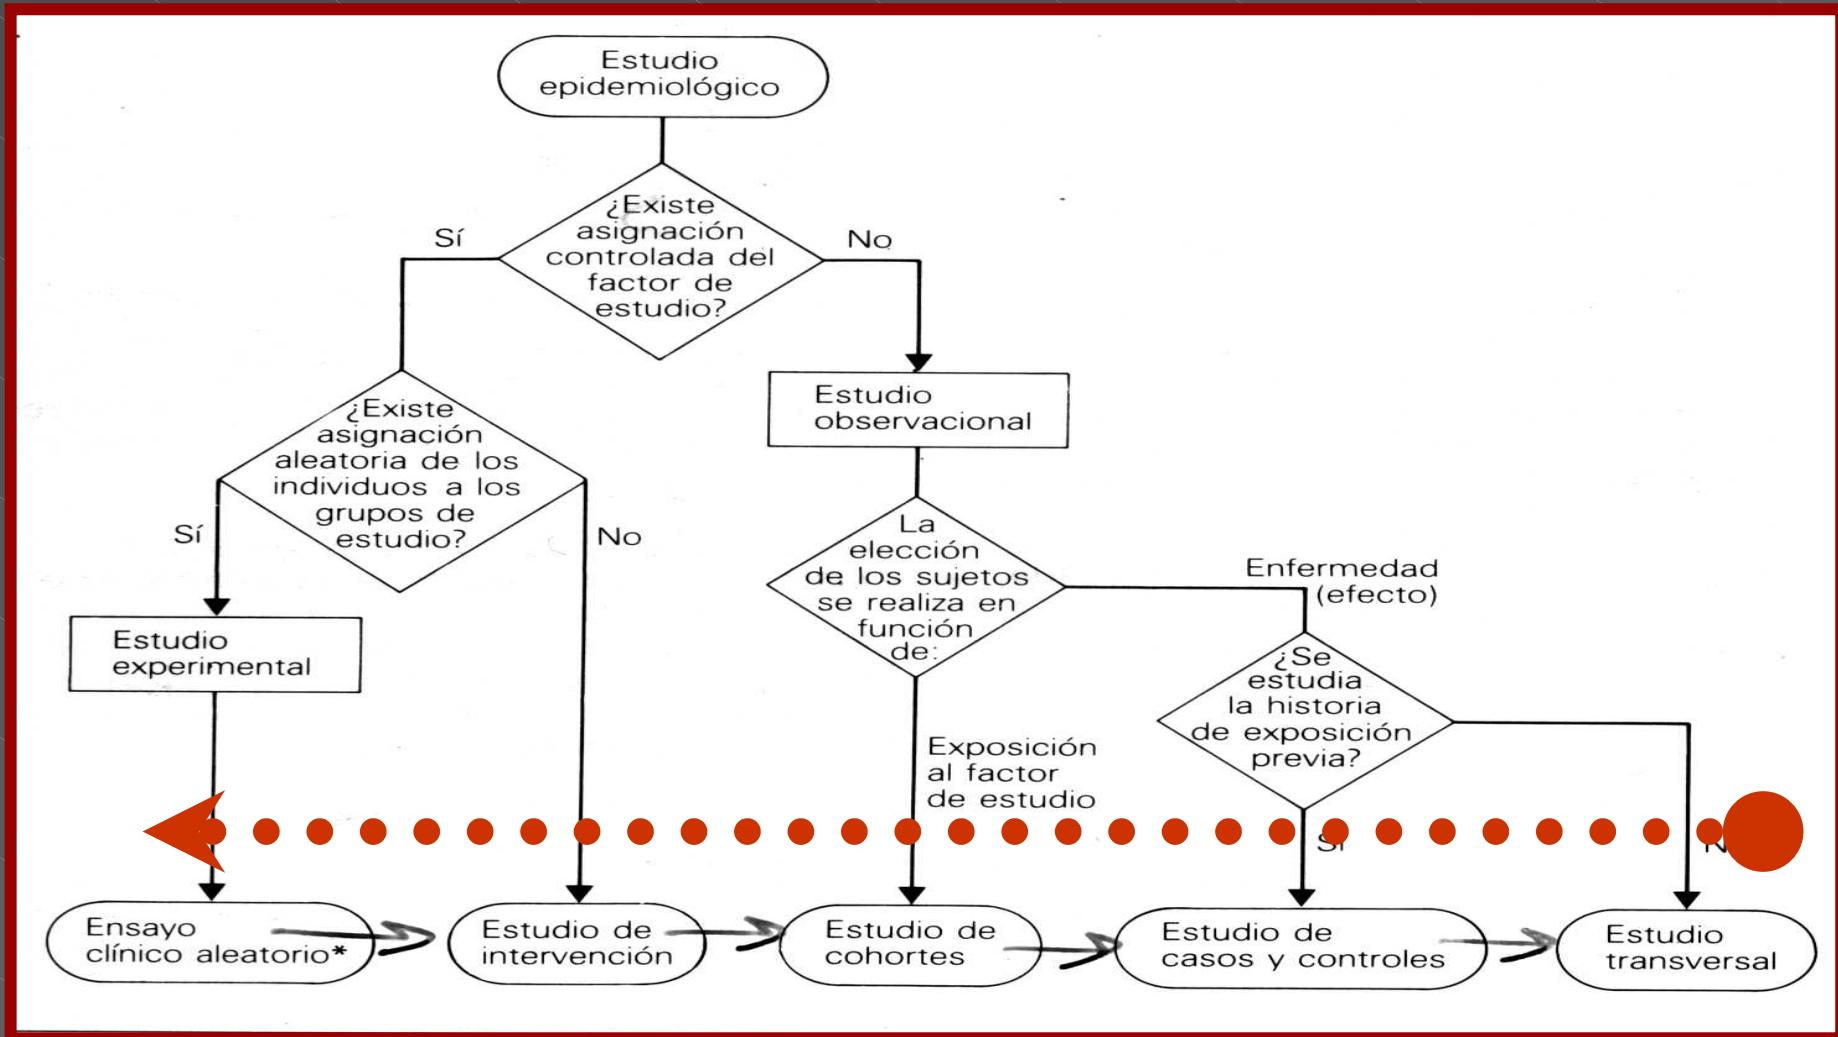 Estudio
epidemiológico
¿Existe
asignación
controlada del
factor de
estudio?
Sí
No
¿Existe
asignación
aleatoria de los
individuos a los
grupos de
estudio?
Sí
No
Estudio
observacional
La
elección
de los sujetos
se realiza en
función
de:
Enfermedad
(efecto)
Estudio
experimental
¿Se
estudia
la historia
de exposición
previa?
Exposición
al factor
de estudio
Sí
Ensayo
clínico aleatorio*
Estudio de
intervención
Estudio de
cohortes
Estudio de
casos y controles
Estudio
transversal